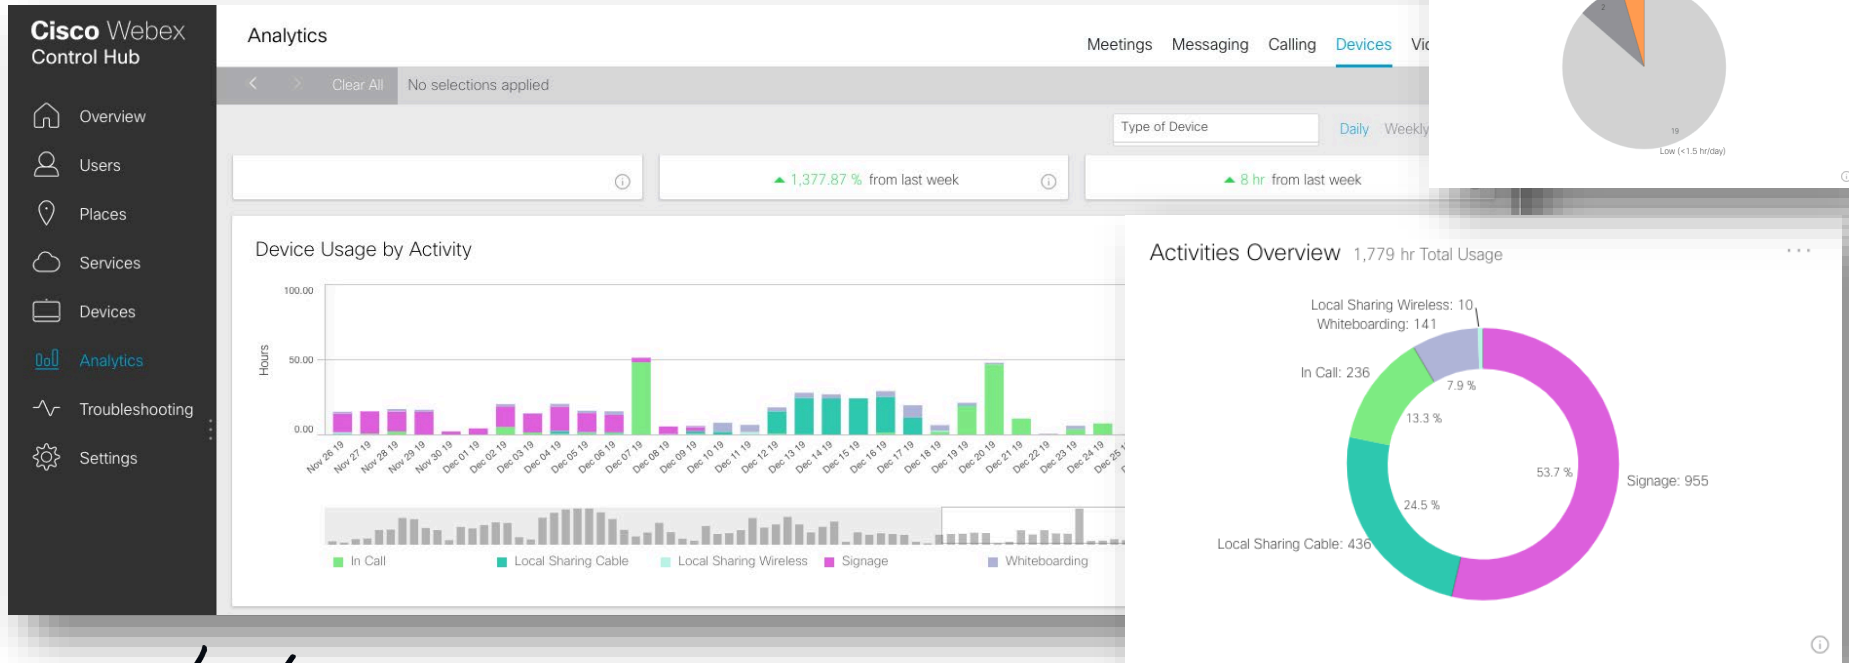 Cisco Webex
Control Hub
Overview
Users
Places
Services
Devices
Analytics
Troubleshooting
Settings
Analytics
Meetings Messaging Calling Devices
Clear All No selections applied
Type of Device
Daily Weekly
1,377.87 % from last week
8 hr from last week
2
19
Low (<1.5 hr/day)
Device Usage by Activity
100.00
50.00
0.00
Hours
Nov 26 19
Nov 27 19
Nov 28 19
Nov 29 19
Nov 30 19
Dec 01 19
Dec 02 19
Dec 03 19
Dec 04 19
Dec 05 19
Dec 06 19
Dec 07 19
Dec 08 19
Dec 09 19
Dec 10 19
Dec 11 19
Dec 12 19
Dec 13 19
Dec 14 19
Dec 15 19
Dec 16 19
Dec 17 19
Dec 18 19
Dec 19 19
Dec 20 19
Dec 21 19
Dec 22 19
Dec 23 19
Dec 24 19
Dec 25
In Call Local Sharing Cable Local Sharing Wireless Signage Whiteboarding
Activities Overview 1,779 hr Total Usage
Local Sharing Wireless: 10
Whiteboarding: 141
In Call: 236
7.9 %
13.3 %
53.7 %
Signage: 955
24.5 %
Local Sharing Cable: 436